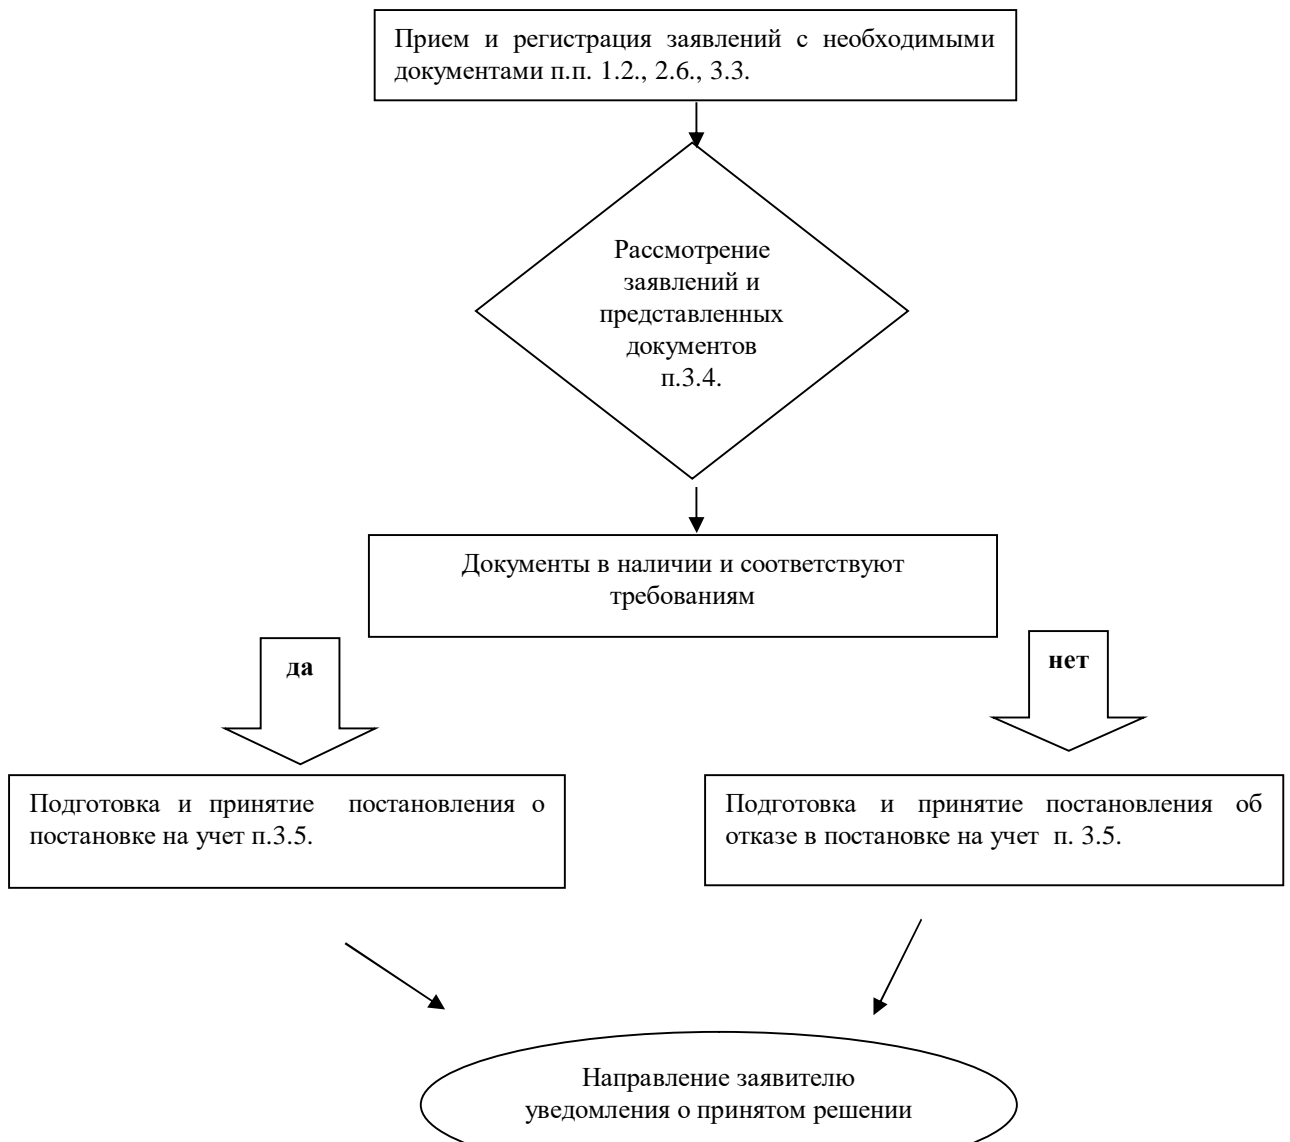 Прием и регистрация заявлений с необходимыми
документами п.п. 1.2., 2.6., 3.3.
Рассмотрение
заявлений и
представленных
документов
п.3.4.
Документы в наличии и соответствуют
требованиям
да
нет
Подготовка и принятие постановления о
постановке на учет п.3.5.
Подготовка и принятие постановления об
отказе в постановке на учет п. 3.5.
Направление заявителю
уведомления о принятом решении